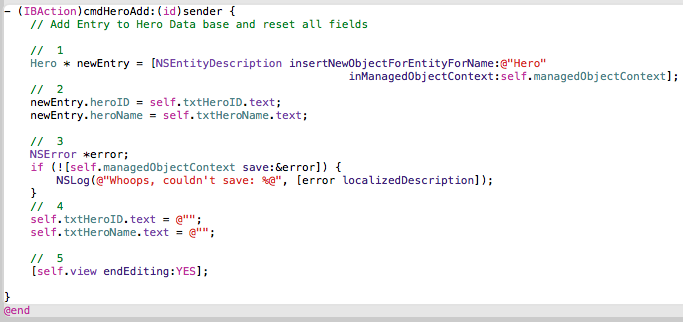 - (IBAction)cmdHeroAdd:(id)sender {
// Add Entry to Hero Data base and reset all fields
//  1
Hero * newEntry = [NSEntityDescription insertNewObjectForEntityForName:@"Hero"
inManagedObjectContext:self.managedObjectContext];
//  2
newEntry.heroID = self.txtHeroID.text;
newEntry.heroName = self.txtHeroName.text;
//  3
NSError *error;
if (![self.managedObjectContext save:&error]) {
NSLog(@"Whoops, couldn't save: %@", [error localizedDescription]);
}
//  4
self.txtHeroID.text = @"";
self.txtHeroName.text = @"";
//  5
[self.view endEditing:YES];
}
@end